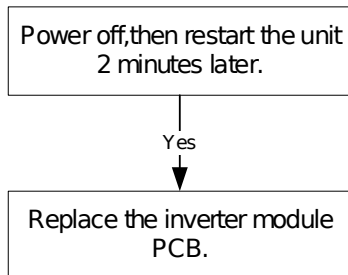 Power off,then restart the unit
2 minutes later.
Yes
Replace the inverter module
PCB.